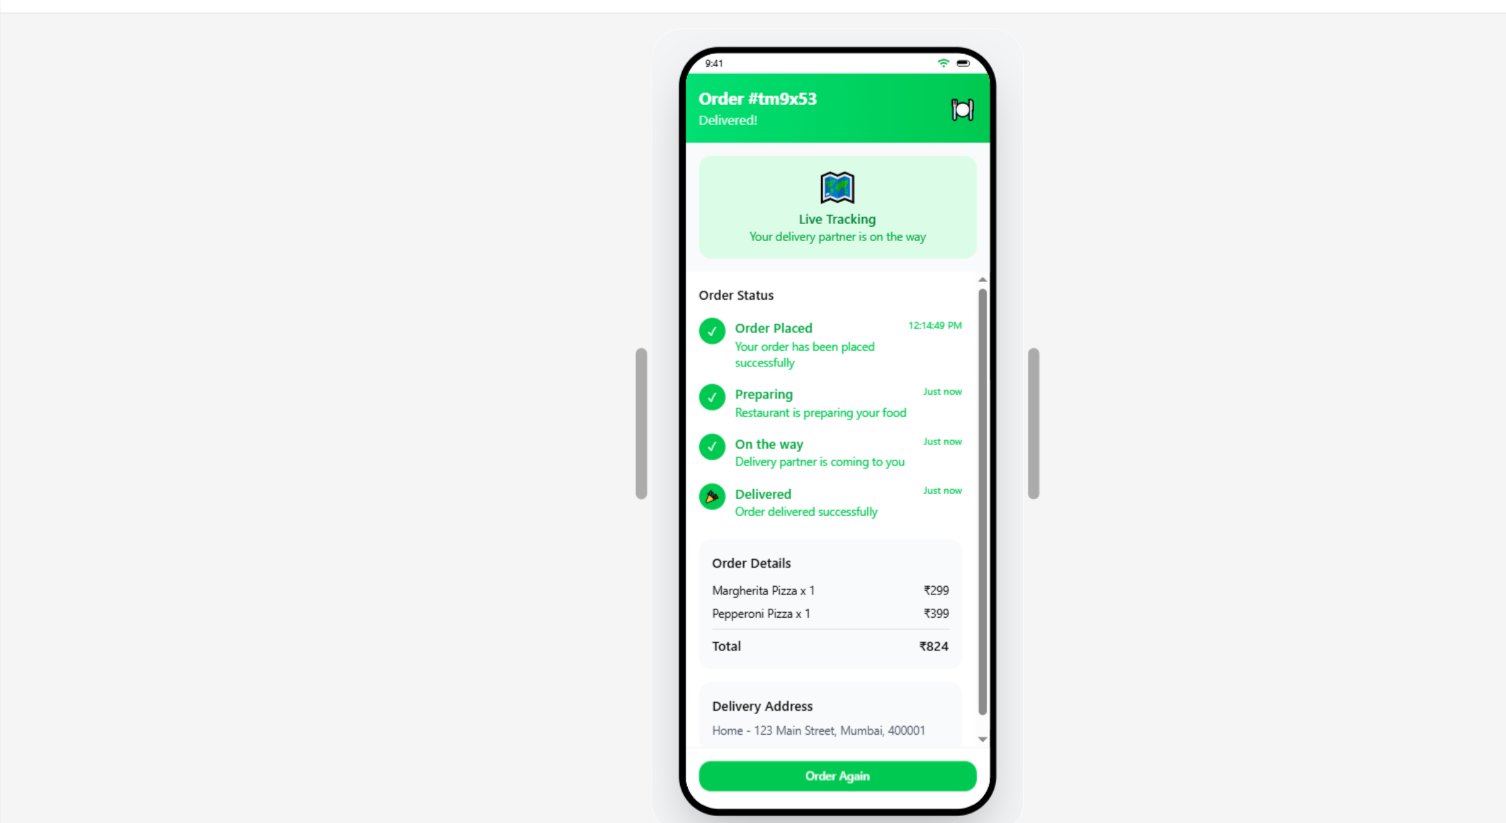 9:41
Order #tm9x53
Delivered!
Live Tracking
Your delivery partner is on the way
Order Status
Order Placed
12:14:49 PM
Your order has been placed
successfully
Preparing
Just now
Restaurant is preparing your food
On the way
Just now
Delivery partner is coming to you
Delivered
Just now
Order delivered successfully
Order Details
Margherita Pizza x 1 ₹299
Pepperoni Pizza x 1 ₹399
Total ₹824
Delivery Address
Home - 123 Main Street, Mumbai, 400001
Order Again